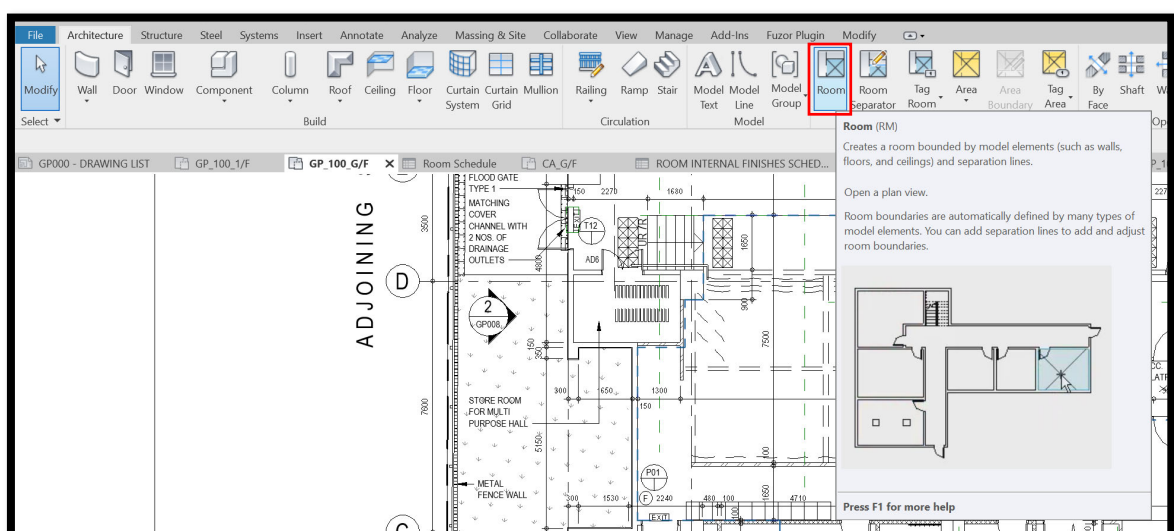 File Architecture Structure Steel Systems Insert Annotate Analyze Massing & Site Collaborate View Manage Add-Ins Fuzor Plugin Modify
Modify Wall Door Window Component Column Roof Ceiling Floor Curtain System Curtain Grid Mullion Railing Ramp Stair Model Text Model Line Model Group Room Room Separator Tag Room Area Area Boundary Tag Area By Face Shaft
Select Build Circulation Model
GP000 - DRAWING LIST GP_100_1/F GP_100_G/F Room Schedule CA_G/F ROOM INTERNAL FINISHES SCHED...
Room (RM)
Creates a room bounded by model elements (such as walls,
floors, and ceilings) and separation lines.
Open a plan view.
Room boundaries are automatically defined by many types of
model elements. You can add separation lines to add and adjust
room boundaries.
Press F1 for more help
ADJOINING
FLOOD GATE
TYPE 1
MATCHING
COVER
CHANNEL WITH
2 NOS. OF
DRAINAGE
OUTLETS
150 2270 1680
3500
EXIT
T12
AD6
4800
1650
D
2
GP008
900
7500
150
350
300 1650 1300
150
7600
STORE ROOM
FOR MULTI
PURPOSE HALL
5150
P01
METAL
FENCE WALL
300 1530
F 2240
480 100
1650
4710
100
EXIT